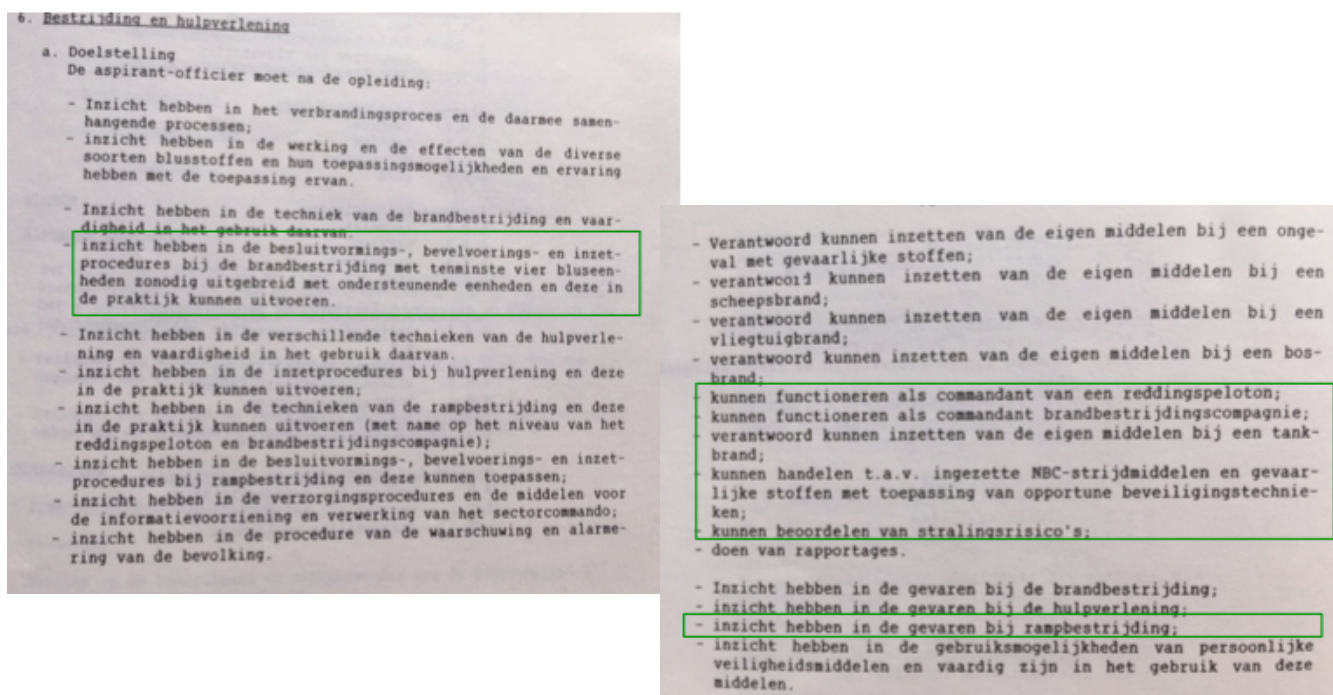 6. Bestrijding en hulpverlening
a. Doelstelling
De aspirant-officier moet na de opleiding:
- Inzicht hebben in het verbrandingsproces en de daarmee samen-
hangende processen;
- inzicht hebben in de werking en de effecten van de diverse
soorten blusstoffen en hun toepassingsmogelijkheden en ervaring
hebben met de toepassing ervan.
- Inzicht hebben in de techniek van de brandbestrijding en vaar-
digheid in het gebruik daarvan.
- inzicht hebben in de besluitvormings-, bevelvoerings- en inzet-
procedures bij de brandbestrijding met tenminste vier bluseen-
heden zonodig uitgebreid met ondersteunende eenheden en deze in
de praktijk kunnen uitvoeren.
- Inzicht hebben in de verschillende technieken van de hulpverle-
ning en vaardigheid in het gebruik daarvan.
- inzicht hebben in de inzetprocedures bij hulpverlening en deze
in de praktijk kunnen uitvoeren;
- inzicht hebben in de technieken van de rampbestrijding en deze
in de praktijk kunnen uitvoeren (met name op het niveau van het
reddingspeloton en brandbestrijdingscompagnie);
- inzicht hebben in de besluitvormings-, bevelvoerings- en inzet-
procedures bij rampbestrijding en deze kunnen toepassen;
- inzicht hebben in de verzorgingsprocedures en de middelen voor
de informatievoorziening en verwerking van het sectorcommando;
- inzicht hebben in de procedure van de waarschuwing en alarme-
ring van de bevolking.
- Verantwoord kunnen inzetten van de eigen middelen bij een onge-
val met gevaarlijke stoffen;
- verantwoord kunnen inzetten van de eigen middelen bij een
scheepsbrand;
- verantwoord kunnen inzetten van de eigen middelen bij een
vliegtuigbrand;
- verantwoord kunnen inzetten van de eigen middelen bij een bos-
brand;
- kunnen functioneren als commandant van een reddingspeloton;
- kunnen functioneren als commandant brandbestrijdingscompagnie;
- verantwoord kunnen inzetten van de eigen middelen bij een tank-
brand;
- kunnen handelen t.a.v. ingezette NBC-strijdmiddelen en gevaar-
lijke stoffen met toepassing van opportune beveiligingstechnie-
ken;
- kunnen beoordelen van stralingsrisico's;
- doen van rapportages.
- Inzicht hebben in de gevaren bij de brandbestrijding;
- inzicht hebben in de gevaren bij de hulpverlening;
- inzicht hebben in de gevaren bij rampbestrijding;
- inzicht hebben in de gebruiksmogelijkheden van persoonlijke
veiligheidsmiddelen en vaardig zijn in het gebruik van deze
middelen.